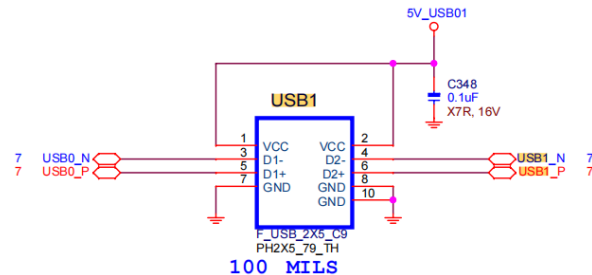 5V_USB01
C348
0.1uF
X7R, 16V
USB1
1 VCC VCC 2
7 USB0_N 3 D1- D2- 4 USB1_N 7
7 USB0_P 5 D1+ D2+ 6 USB1_P 7
7 GND GND 8
GND 10
F_USB_2X5_C9
PH2X5_79_TH
100 MILS